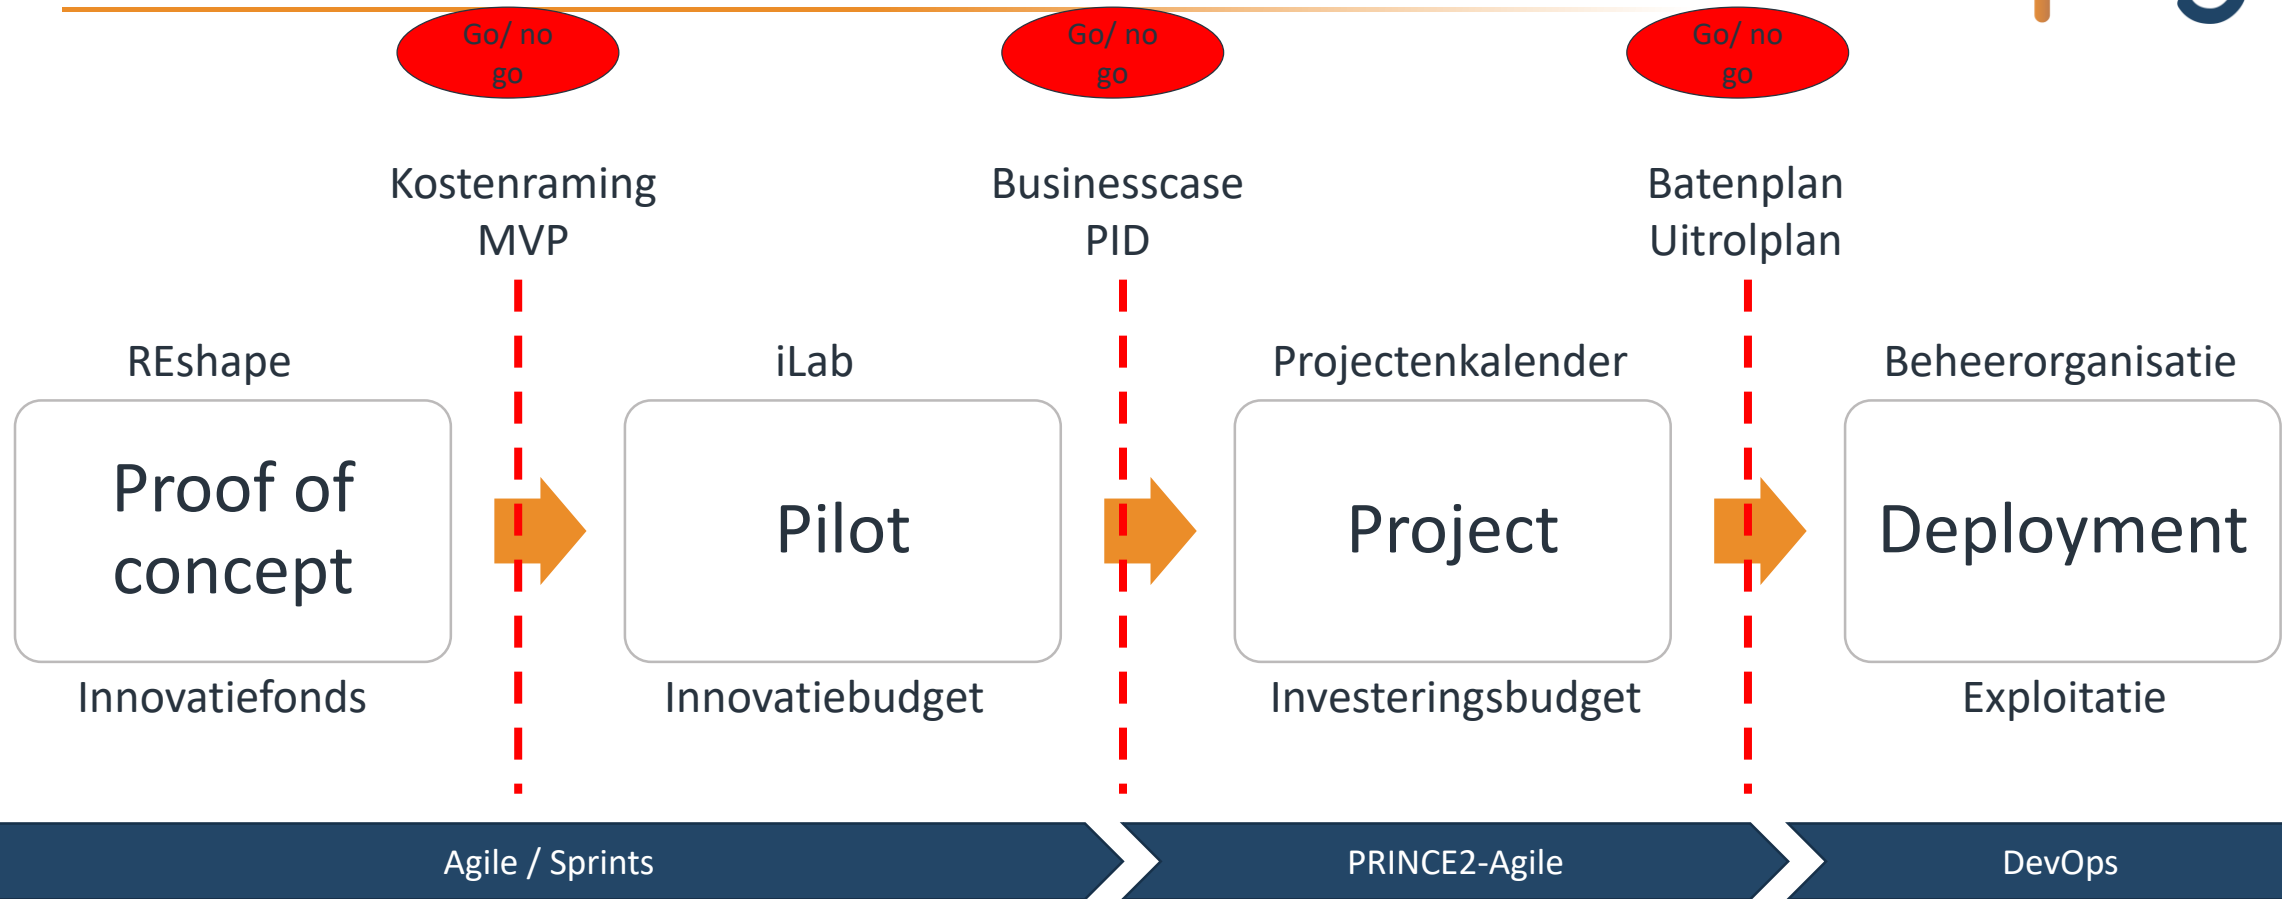 Go/ no
go
Go/ no
go
Go/ no
go
Kostenraming
MVP
Businesscase
PID
Batenplan
Uitrolplan
REshape
iLab
Projectenkalender
Beheerorganisatie
Proof of
concept
Pilot
Project
Deployment
Innovatiefonds
Innovatiebudget
Investeringsbudget
Exploitatie
Agile / Sprints
PRINCE2-Agile
DevOps